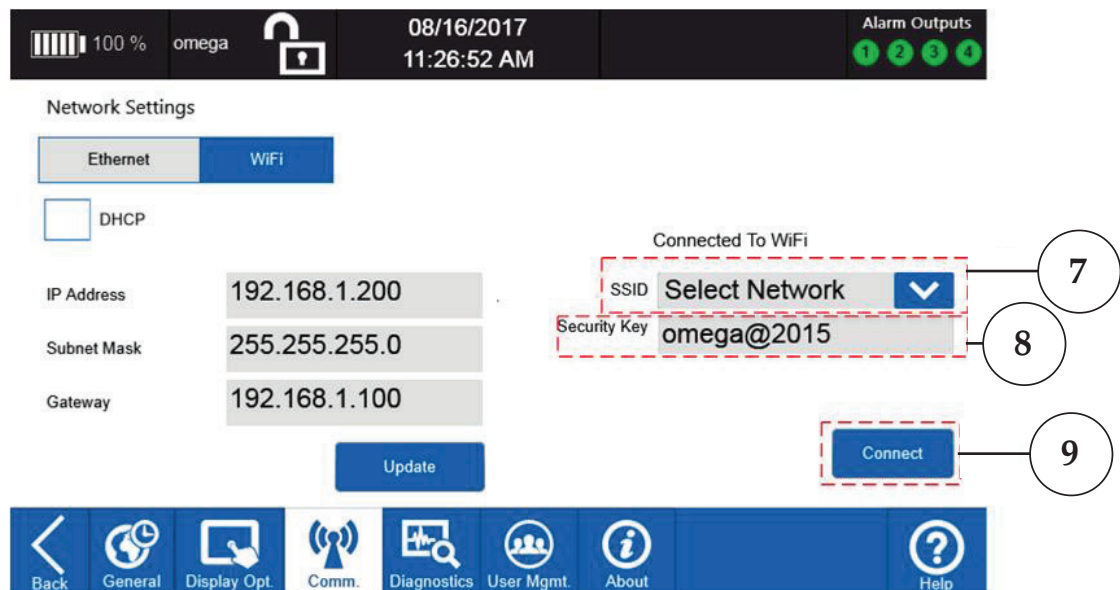 100 % omega 08/16/2017 Alarm Outputs
11:26:52 AM 1 2 3 4
Network Settings
Ethernet WiFi
DHCP
Connected To WiFi
7
IP Address 192.168.1.200 SSID Select Network
Subnet Mask 255.255.255.0 Security Key omega@2015
8
Gateway 192.168.1.100
Update Connect 9
Back General Display Opt. Comm. Diagnostics User Mgmt. About Help